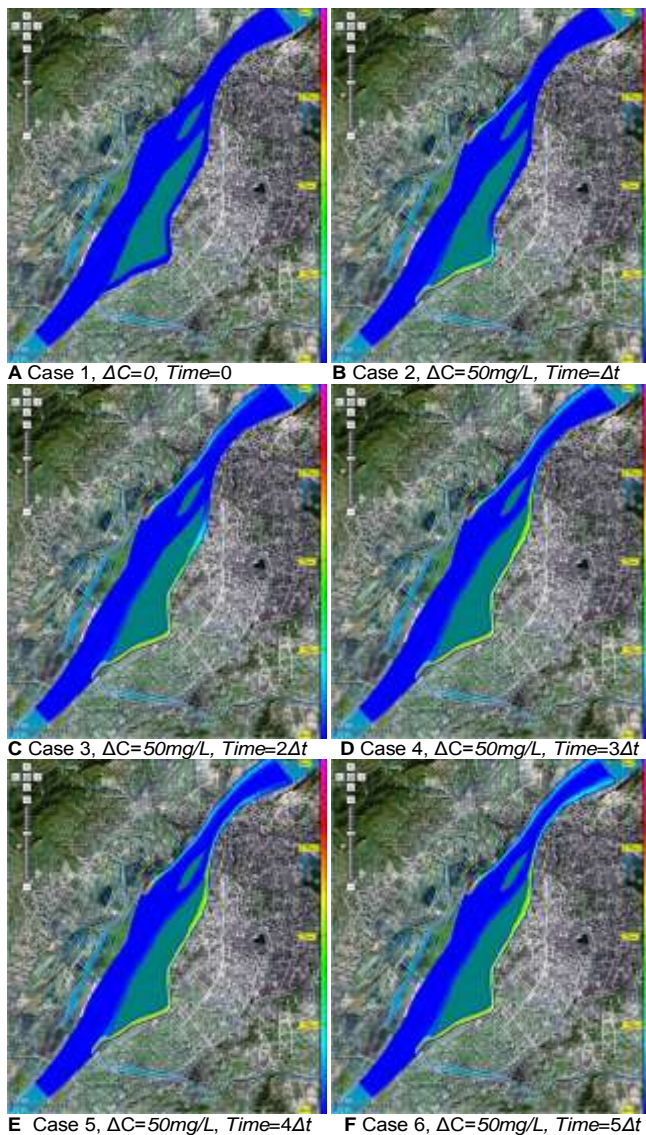 A Case 1, ΔC=0, Time=0
B Case 2, ΔC=50mg/L, Time=Δt
C Case 3, ΔC=50mg/L, Time=2Δt
D Case 4, ΔC=50mg/L, Time=3Δt
E Case 5, ΔC=50mg/L, Time=4Δt
F Case 6, ΔC=50mg/L, Time=5Δt